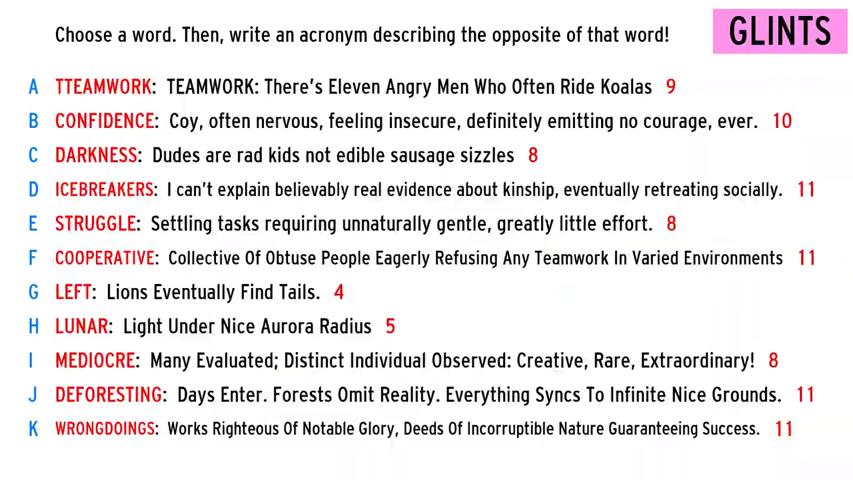 Choose a word. Then, write an acronym describing the opposite of that word!
GLINTS
A TTEAMWORK: TEAMWORK: There's Eleven Angry Men Who Often Ride Koalas 9
B CONFIDENCE: Coy, often nervous, feeling insecure, definitely emitting no courage, ever. 10
C DARKNESS: Dudes are rad kids not edible sausage sizzles 8
D ICEBREAKERS: I can't explain believably real evidence about kinship, eventually retreating socially. 11
E STRUGGLE: Settling tasks requiring unnaturally gentle, greatly little effort. 8
F COOPERATIVE: Collective Of Obtuse People Eagerly Refusing Any Teamwork In Varied Environments 11
G LEFT: Lions Eventually Find Tails. 4
H LUNAR: Light Under Nice Aurora Radius 5
I MEDIOCRE: Many Evaluated; Distinct Individual Observed: Creative, Rare, Extraordinary! 8
J DEFORESTING: Days Enter. Forests Omit Reality. Everything Syncs To Infinite Nice Grounds. 11
K WRONGDOINGS: Works Righteous Of Notable Glory, Deeds Of Incorruptible Nature Guaranteeing Success. 11